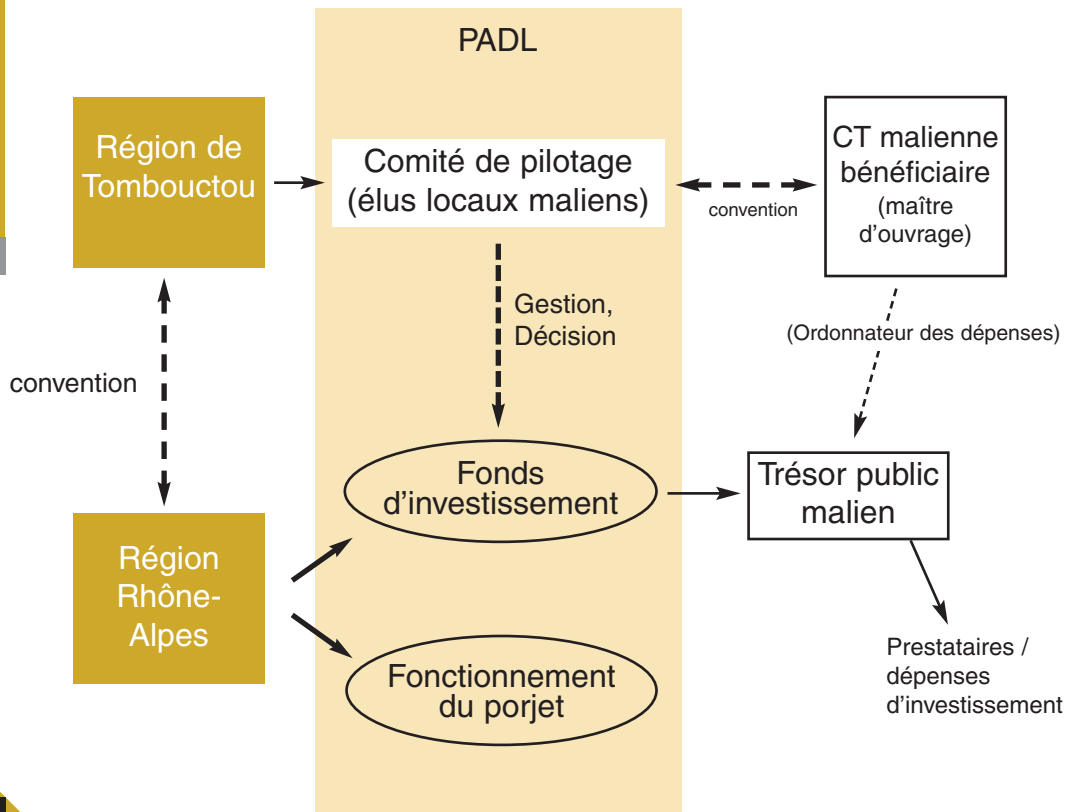 PADL
Région de
Tombouctou
Comité de pilotage
(élus locaux maliens)
convention
CT malienne
bénéficiaire
(maître
d'ouvrage)
Gestion,
Décision
(Ordonnateur des dépenses)
convention
Fonds
d'investissement
Trésor public
malien
Région
Rhône-
Alpes
Fonctionnement
du porjet
Prestataires /
dépenses
d'investissement